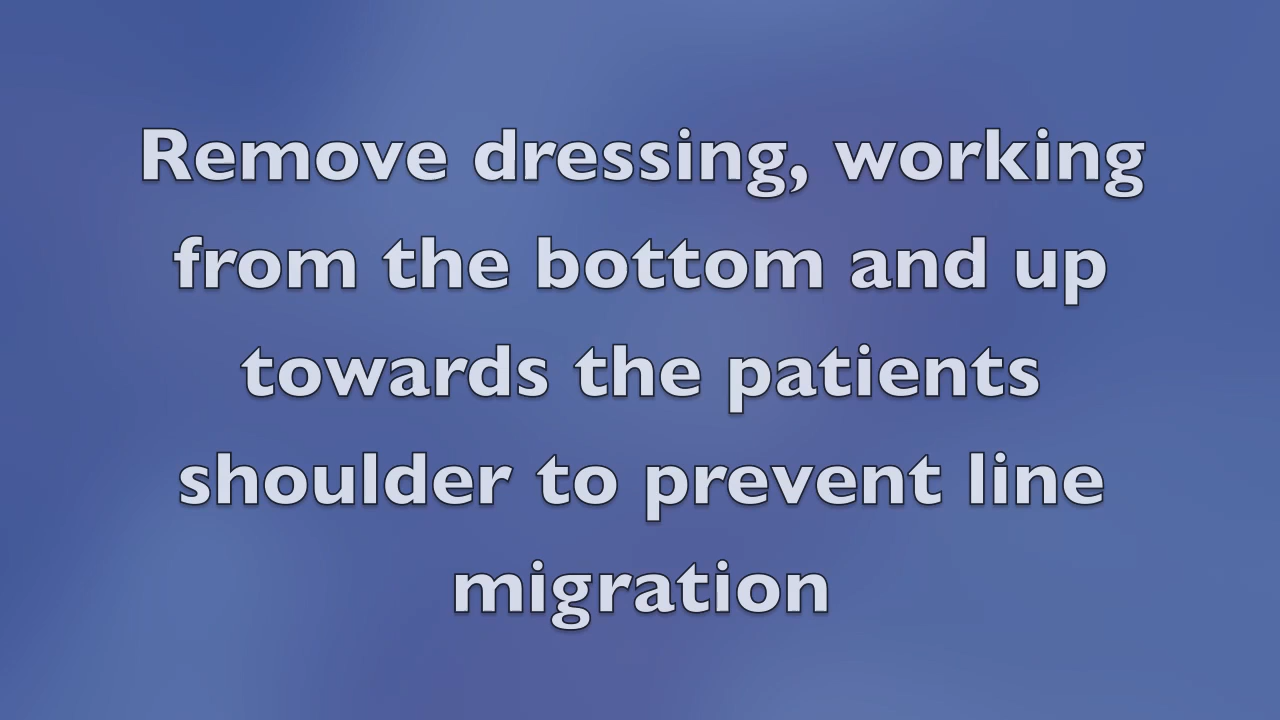 Remove dressing, working
from the bottom and up
towards the patients
shoulder to prevent line
migration